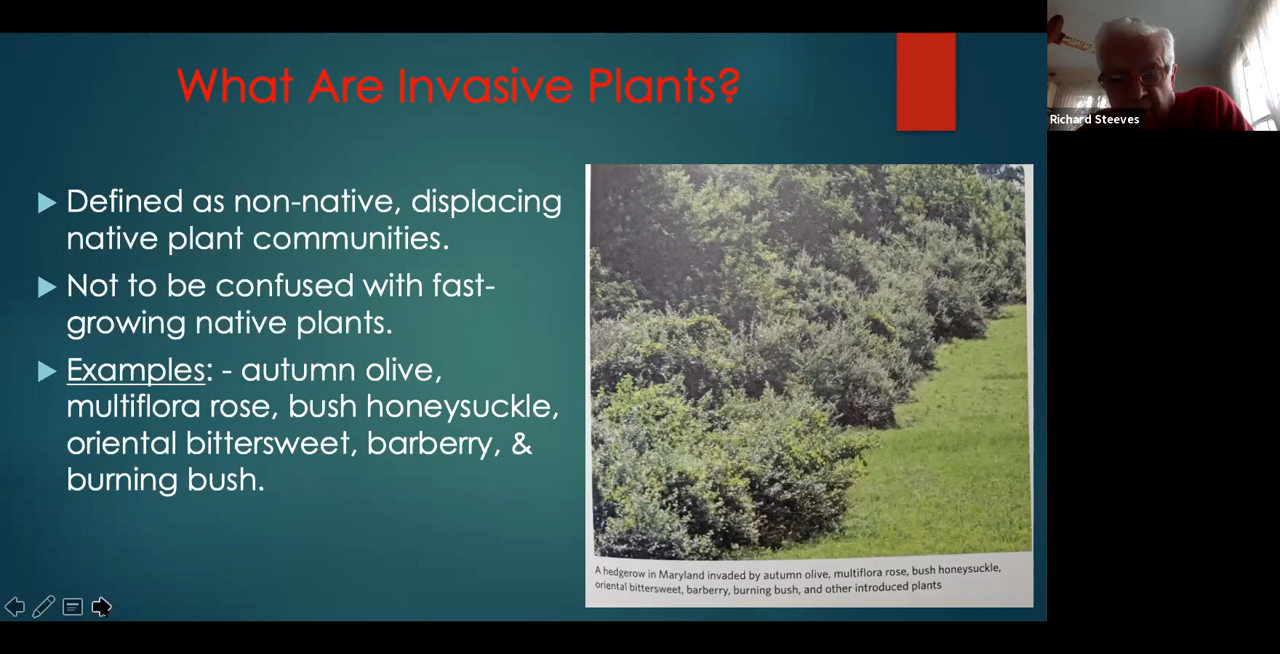 What Are Invasive Plants?
Defined as non-native, displacing
native plant communities.
Not to be confused with fast-
growing native plants.
Examples: - autumn olive,
multiflora rose, bush honeysuckle,
oriental bittersweet, barberry, &
burning bush.
A hedgerow in Maryland invaded by autumn olive, multiflora rose, bush honeysuckle,
oriental bittersweet, barberry, burning bush, and other introduced plants
Richard Steeves